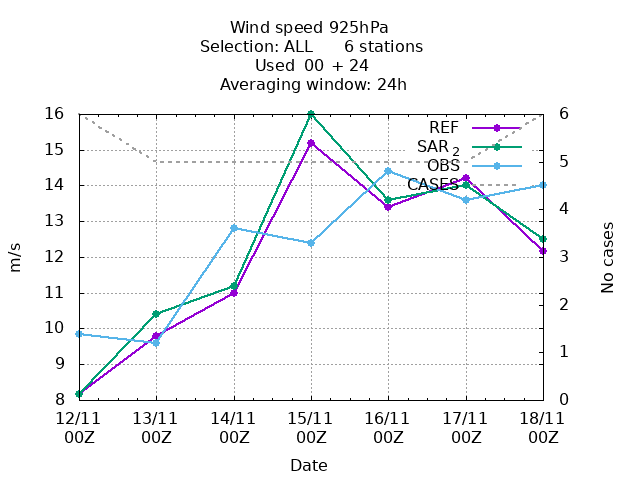 Wind speed 925hPa
Selection: ALL 6 stations
Used 00 + 24
Averaging window: 24h
16 6
REF
SAR 2
15 5
OBS
14 CASES
13 4
12 3
11
10 2
9 1
8 0
m/s
No cases
12/11 13/11 14/11 15/11 16/11 17/11 18/11
00Z 00Z 00Z 00Z 00Z 00Z 00Z
Date